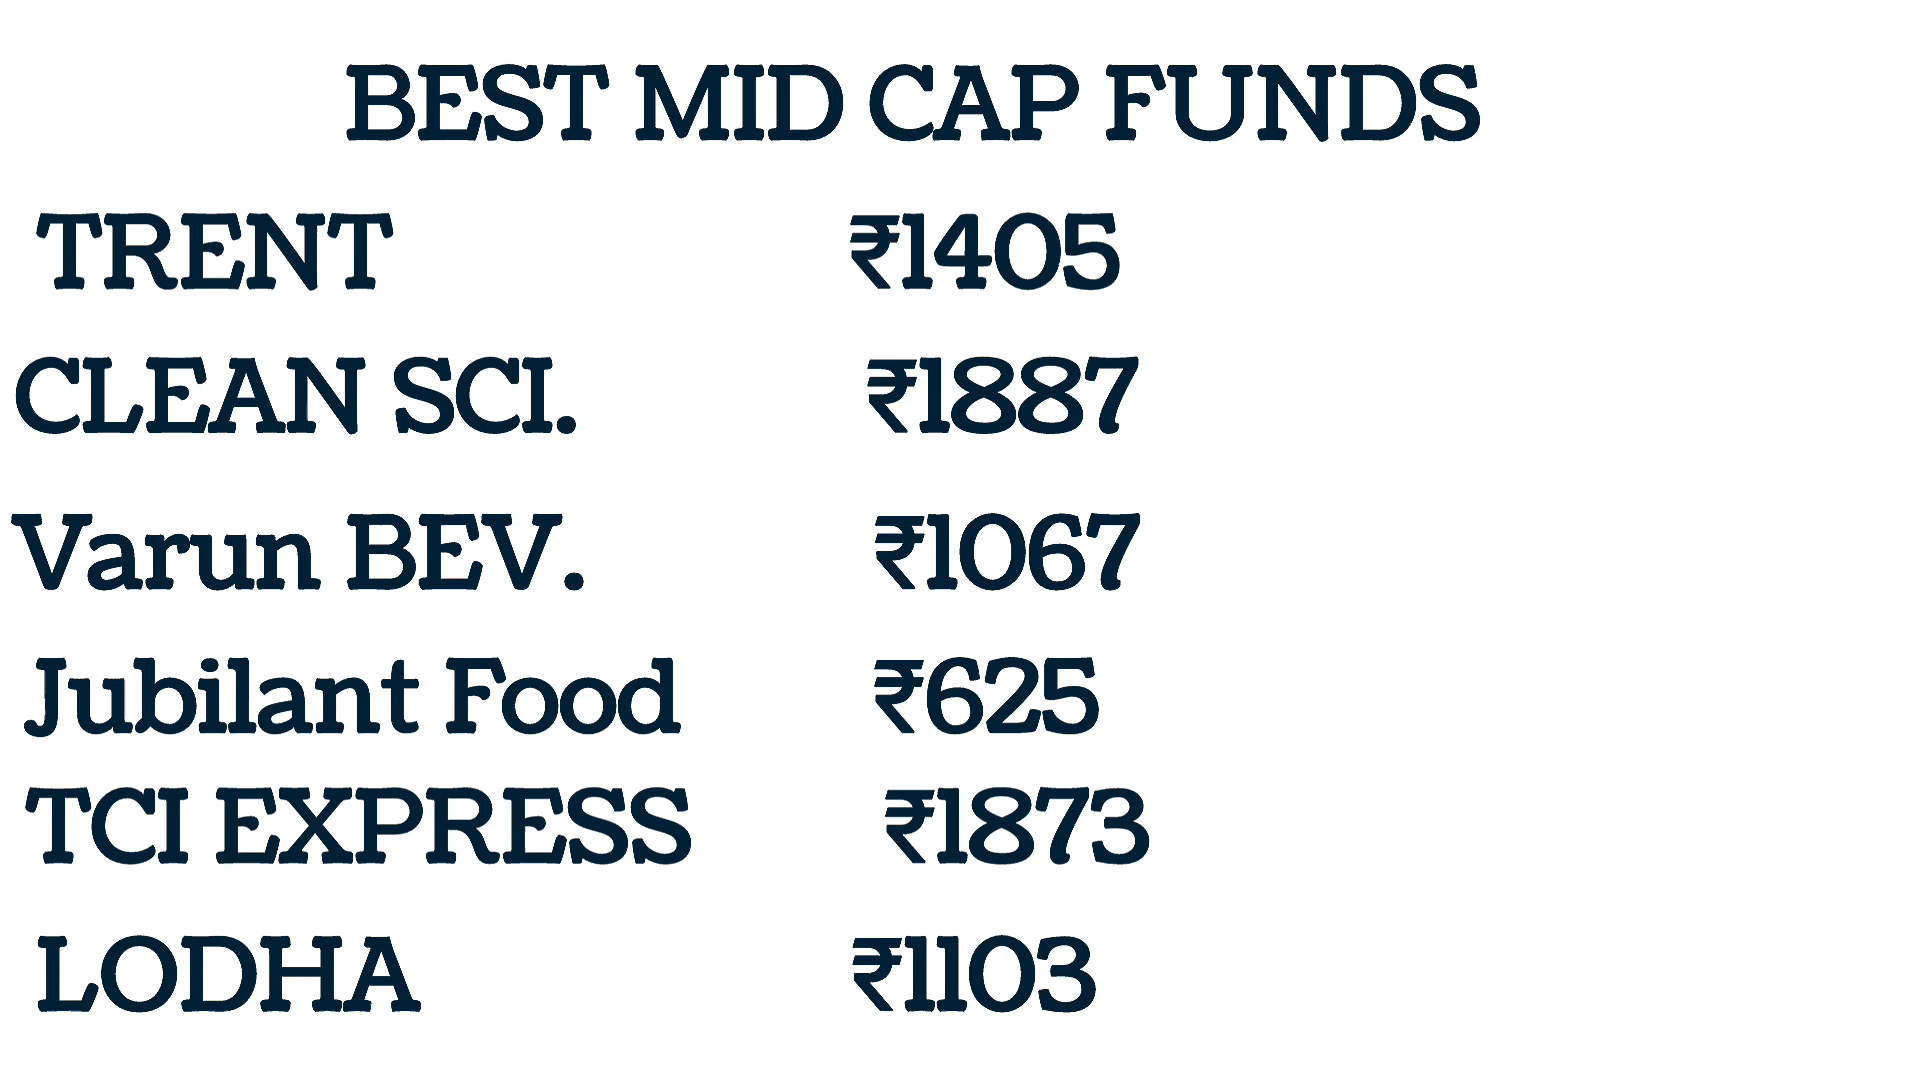 BEST MID CAP FUNDS
TRENT ₹1405
CLEAN SCI. ₹1887
Varun BEV. ₹1067
Jubilant Food ₹625
TCI EXPRESS ₹1873
LODHA ₹1103